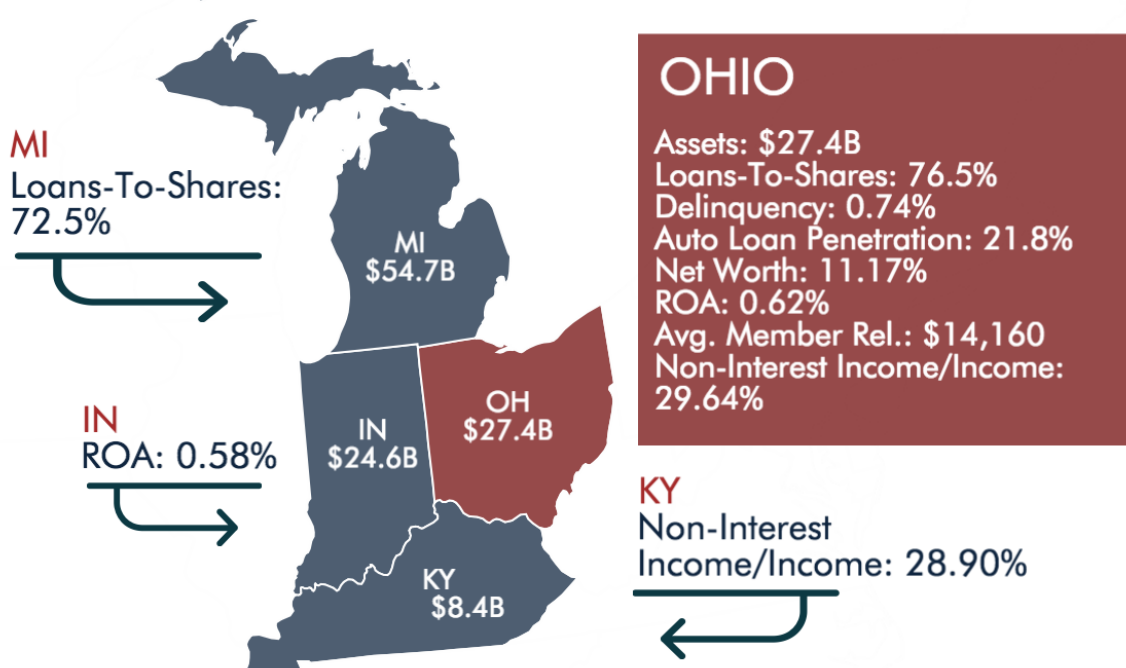 MI
Loans-To-Shares:
72.5%
MI
$54.7B
IN
ROA: 0.58%
IN
$24.6B
OH
$27.4B
KY
$8.4B
OHIO
Assets: $27.4B
Loans-To-Shares: 76.5%
Delinquency: 0.74%
Auto Loan Penetration: 21.8%
Net Worth: 11.17%
ROA: 0.62%
Avg. Member Rel.: $14,160
Non-Interest Income/Income:
29.64%
KY
Non-Interest
Income/Income: 28.90%